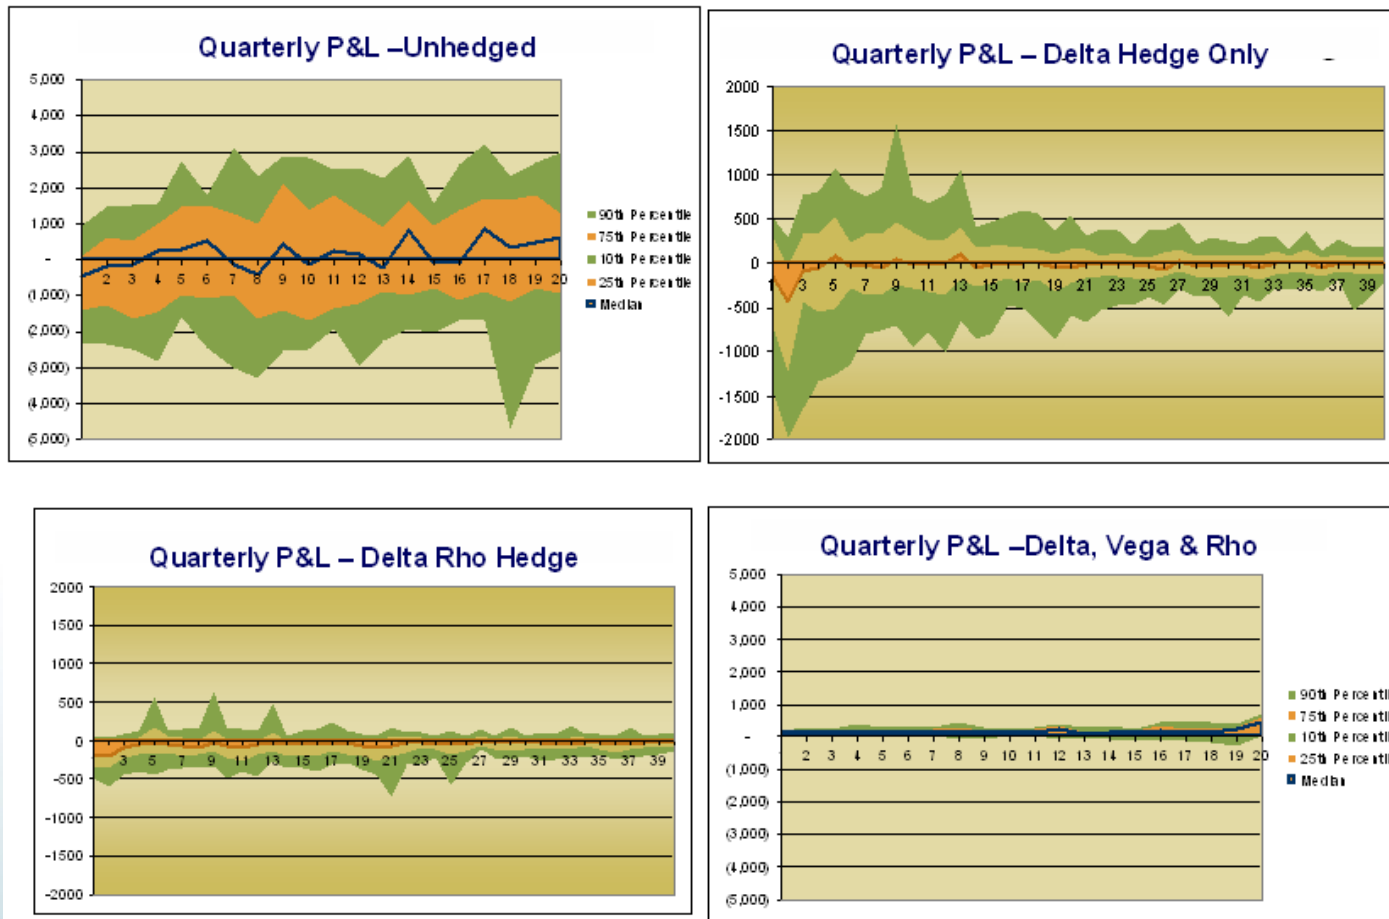 Quarterly P&L –Unhedged
5,000
4,000
3,000
2,000
1,000
-
(1,000)
(2,000)
(3,000)
(4,000)
(5,000)
2 3 4 5 6 7 8 9 10 11 12 13 14 15 16 17 18 19 20
90th Percentile
75th Percentile
10th Percentile
25th Percentile
Median
Quarterly P&L – Delta Hedge Only
2000
1500
1000
500
0
-500
-1000
-1500
-2000
1 3 5 7 9 11 13 15 17 19 21 23 25 27 29 31 33 35 37 39
Quarterly P&L – Delta Rho Hedge
2000
1500
1000
500
0
-500
-1000
-1500
-2000
3 5 7 9 11 13 15 17 19 21 23 25 27 29 31 33 35 37 39
Quarterly P&L –Delta, Vega & Rho
5,000
4,000
3,000
2,000
1,000
-
(1,000)
(2,000)
(3,000)
(4,000)
(5,000)
2 3 4 5 6 7 8 9 10 11 12 13 14 15 16 17 18 19 20
90th Percentil
75th Percentil
10th Percentil
25th Percentil
Median